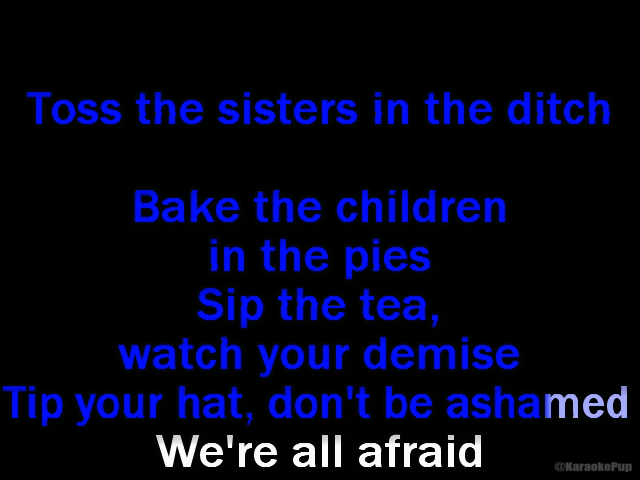 Toss the sisters in the ditch
Bake the children
in the pies
Sip the tea,
watch your demise
Tip your hat, don't be ashamed
We're all afraid
@KaraokePup